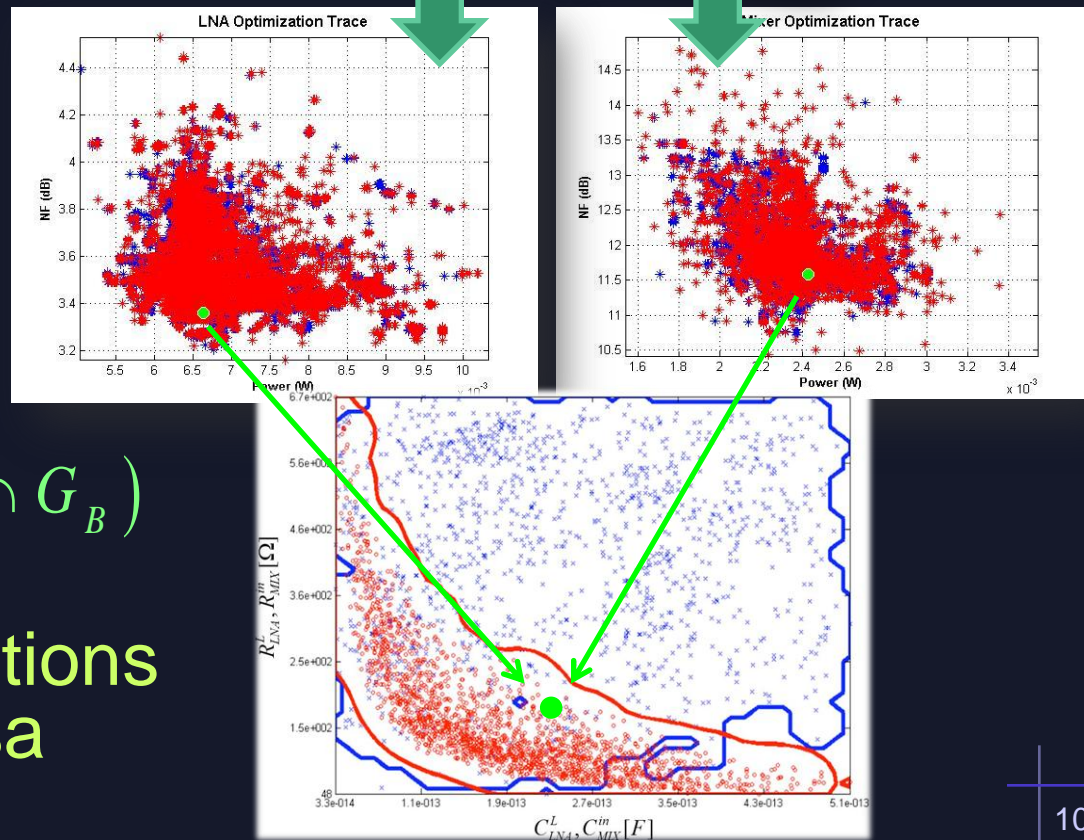 LNA Optimization Trace
4.4
4.2
4
3.8
3.6
3.4
3.2
NF (dB)
5.5 6 6.5 7 7.5 8 8.5 9 9.5 10
Power (W)
x 10⁻³
Optimization Trace
14.5
14
13.5
13
12.5
12
11.5
11
10.5
NF (dB)
1.6 1.8 2 2.2 2.4 2.6 2.8 3 3.2 3.4
Power (W)
x 10⁻³
∩ G_B )
tions
sa
6.7e+002
5.6e+002
4.6e+002
3.6e+002
2.5e+002
1.5e+002
48
R^L_LNA, R^in_MIX [Ω]
3.3e-014 1.1e-013 1.9e-013 2.7e-013 3.5e-013 4.3e-013 5.1e-013
C^L_LNA, C^in_MIX [F]
10